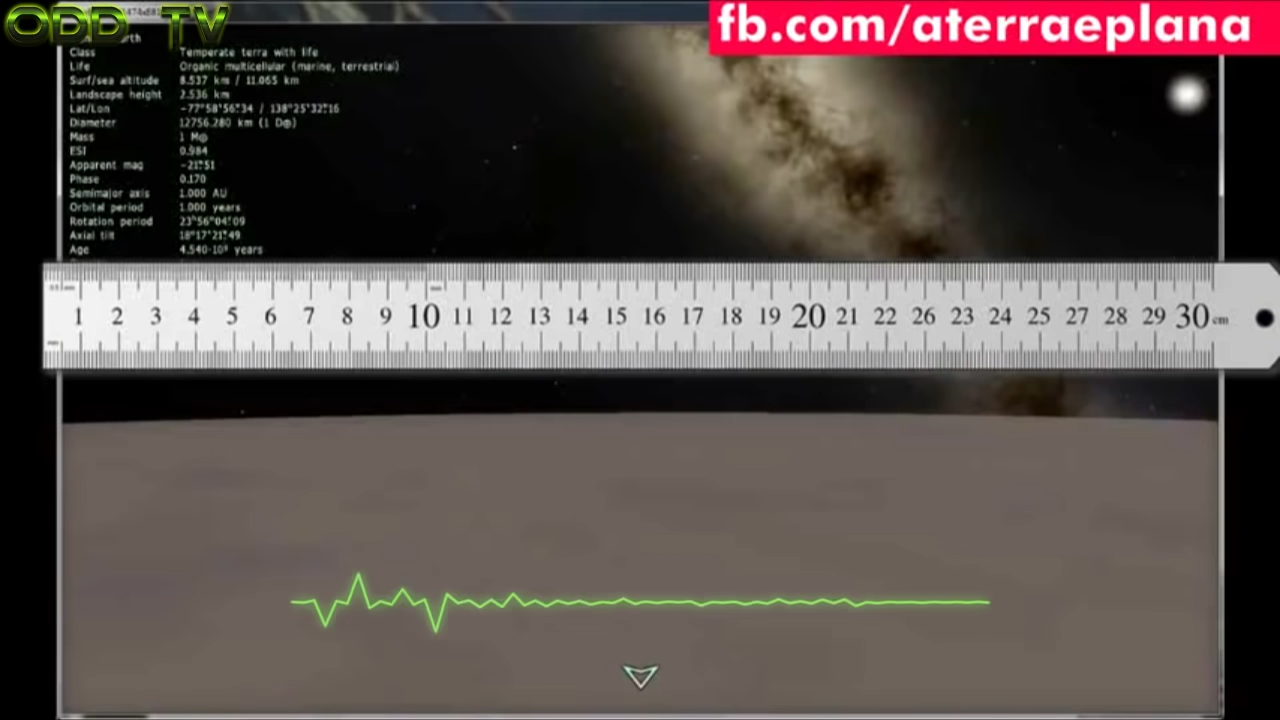 ODD TV
fb.com/aterraeplana
Class Temperate terra with life
Life Organic multicellular (marine, terrestrial)
Surf/sea altitude 8.537 km / 11.065 km
Landscape height 2.536 km
Lat/Lon -77°58'56."34 / 138°25'32."16
Diameter 12756.280 km (1 D⊕)
Mass 1 M⊕
ESI 0.984
Apparent mag -21.51
Phase 0.170
Semimajor axis 1.000 AU
Orbital period 1.000 years
Rotation period 23ʰ56ᵐ04ˢ.09
Axial tilt 18°17'21."49
Age 4.540·10⁹ years
1 2 3 4 5 6 7 8 9 10 11 12 13 14 15 16 17 18 19 20 21 22 26 23 24 25 27 28 29 30 cm